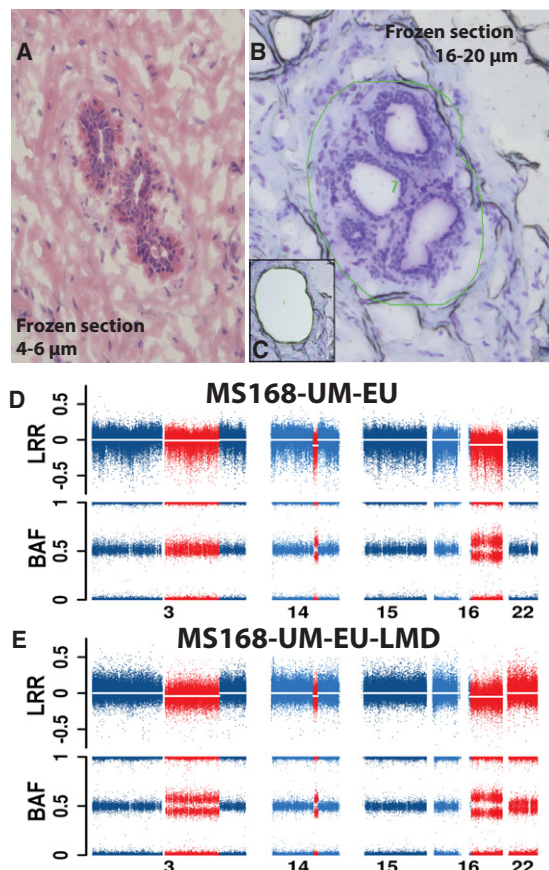 A
Frozen section
4-6 µm
B
Frozen section
16-20 µm
7
C
D
MS168-UM-EU
LRR
0.5
0
-0.5
BAF
1
0.5
0
3 14 15 16 22
E
MS168-UM-EU-LMD
LRR
0.5
0
-0.5
BAF
1
0.5
0
3 14 15 16 22